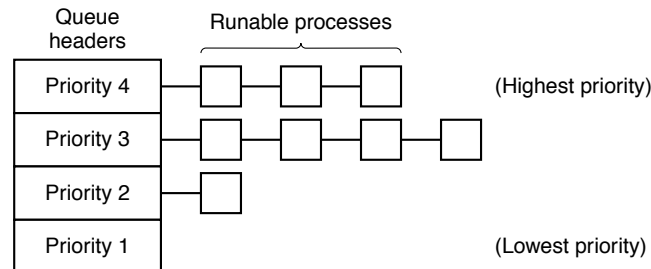 Queue
headers
Runable processes
Priority 4
(Highest priority)
Priority 3
Priority 2
Priority 1
(Lowest priority)